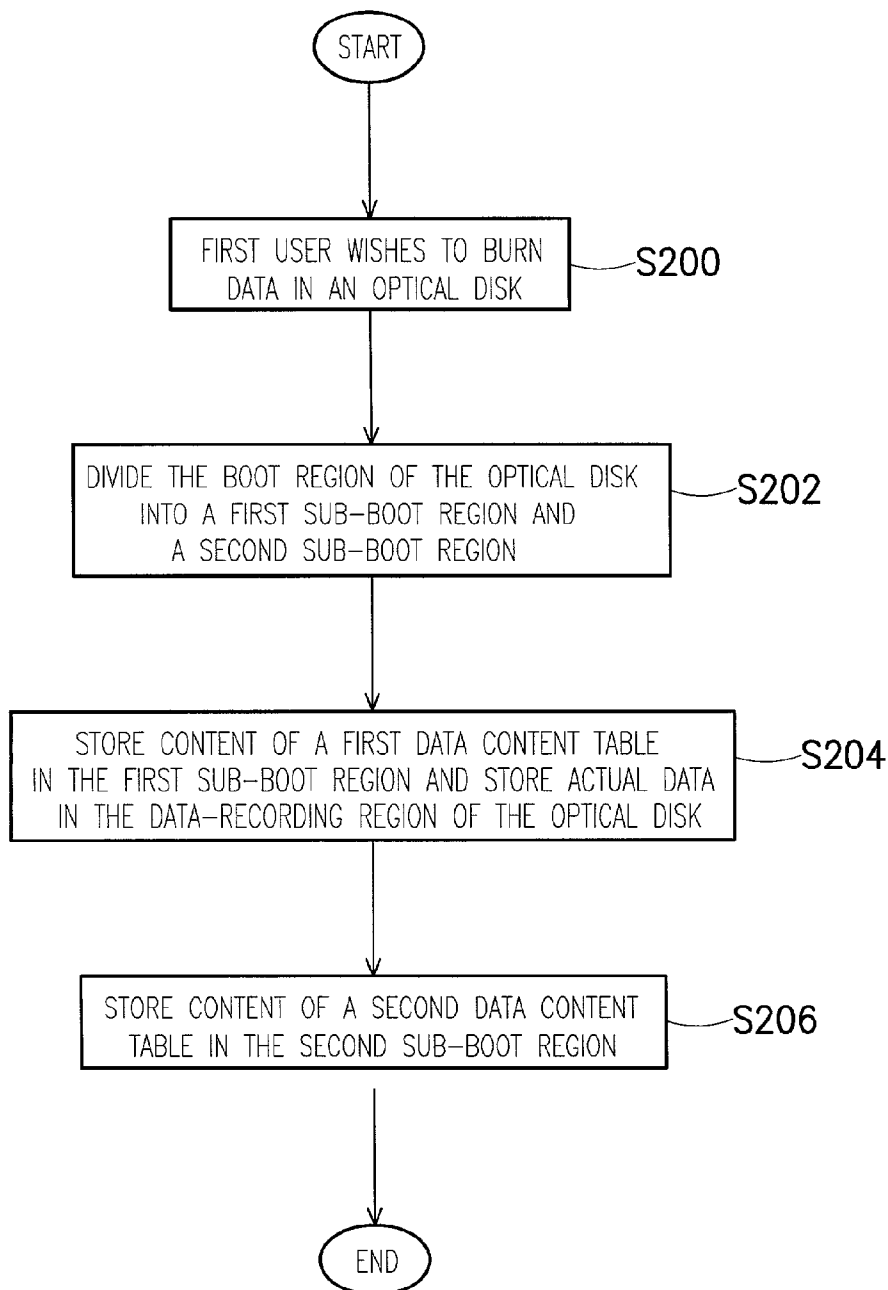 START
FIRST USER WISHES TO BURN
DATA IN AN OPTICAL DISK
S200
DIVIDE THE BOOT REGION OF THE OPTICAL DISK
INTO A FIRST SUB-BOOT REGION AND
A SECOND SUB-BOOT REGION
S202
STORE CONTENT OF A FIRST DATA CONTENT TABLE
IN THE FIRST SUB-BOOT REGION AND STORE ACTUAL DATA
IN THE DATA-RECORDING REGION OF THE OPTICAL DISK
S204
STORE CONTENT OF A SECOND DATA CONTENT
TABLE IN THE SECOND SUB-BOOT REGION
S206
END